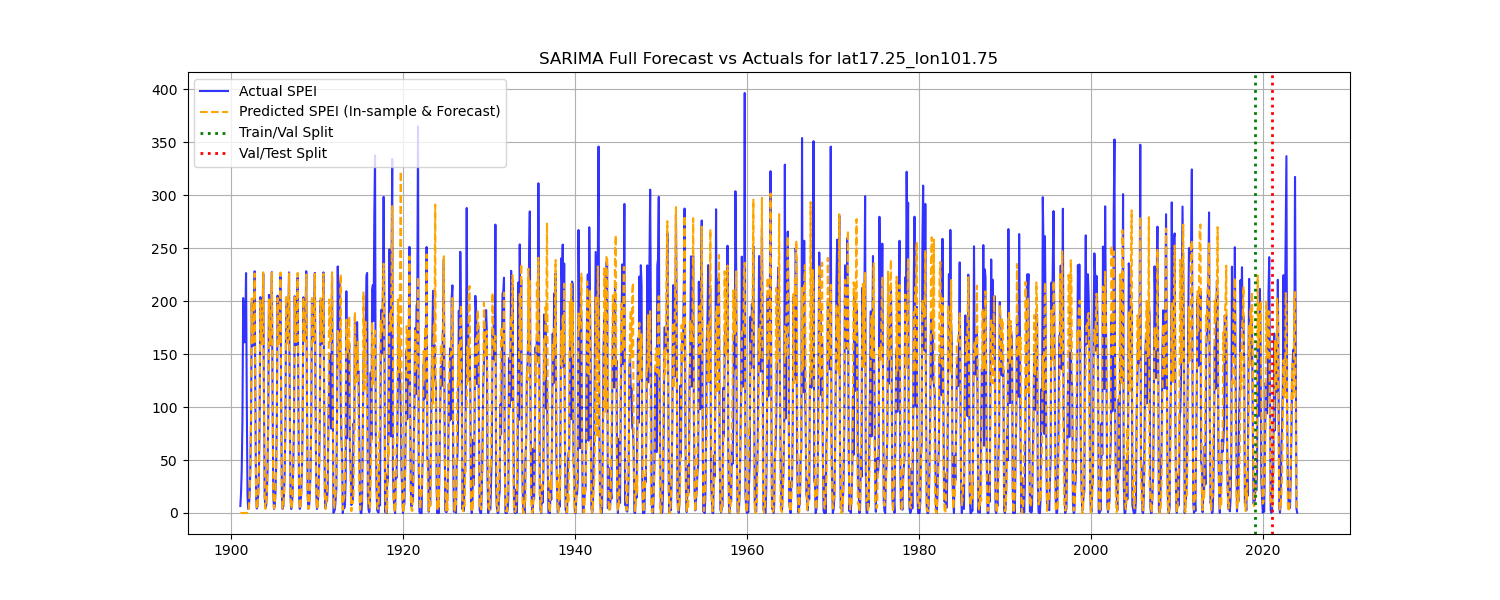 SARIMA Full Forecast vs Actuals for lat17.25_lon101.75
Actual SPEI
Predicted SPEI (In-sample & Forecast)
Train/Val Split
Val/Test Split
400
350
300
250
200
150
100
50
0
1900 1920 1940 1960 1980 2000 2020